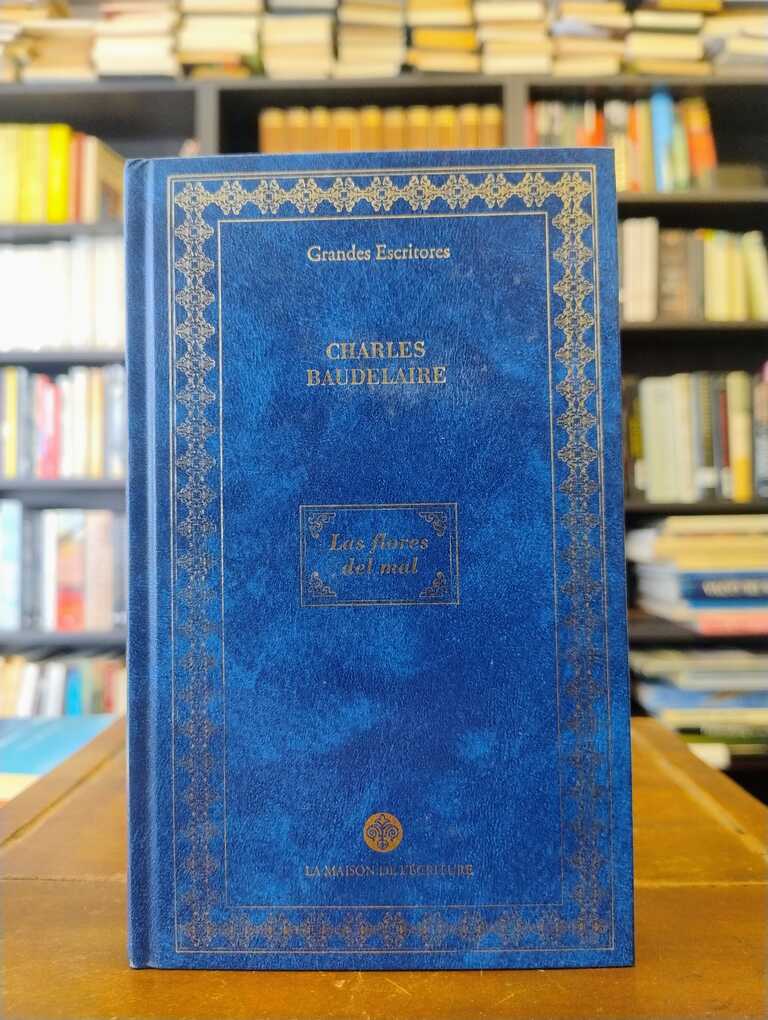 Grandes Escritores
CHARLES
BAUDELAIRE
Las flores
del mal
LA MAISON DE L'ÉCRITURE